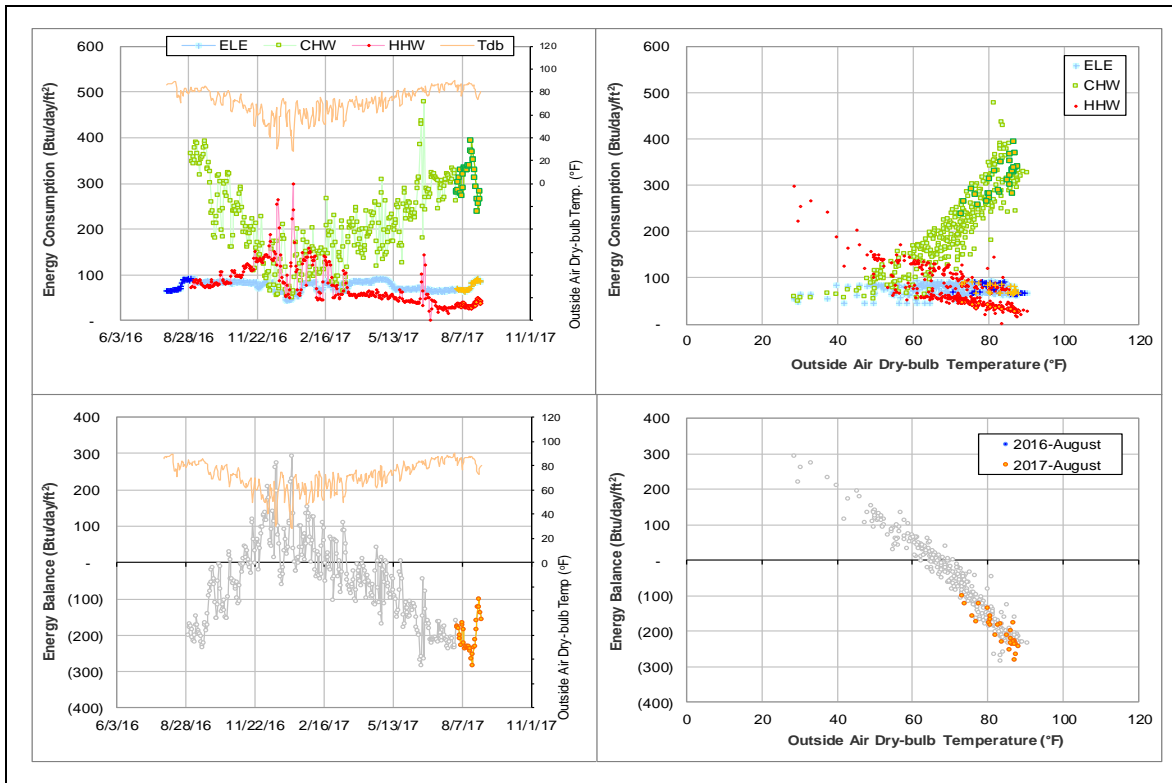 ELE CHW HHW Tdb
Energy Consumption (Btu/day/ft²)
600
500
400
300
200
100
-
120
100
80
60
40
20
0
Outside Air Dry-bulb Temp. (°F)
6/3/16 8/28/16 11/22/16 2/16/17 5/13/17 8/7/17 11/1/17
Energy Consumption (Btu/day/ft²)
600
500
400
300
200
100
-
ELE
CHW
HHW
0 20 40 60 80 100 120
Outside Air Dry-bulb Temperature (°F)
Energy Balance (Btu/day/ft²)
400
300
200
100
-
(100)
(200)
(300)
(400)
120
100
80
60
40
20
0
Outside Air Dry-bulb Temp (°F)
6/3/16 8/28/16 11/22/16 2/16/17 5/13/17 8/7/17 11/1/17
Energy Balance (Btu/day/ft²)
400
300
200
100
-
(100)
(200)
(300)
(400)
2016-August
2017-August
0 20 40 60 80 100 120
Outside Air Dry-bulb Temperature (°F)